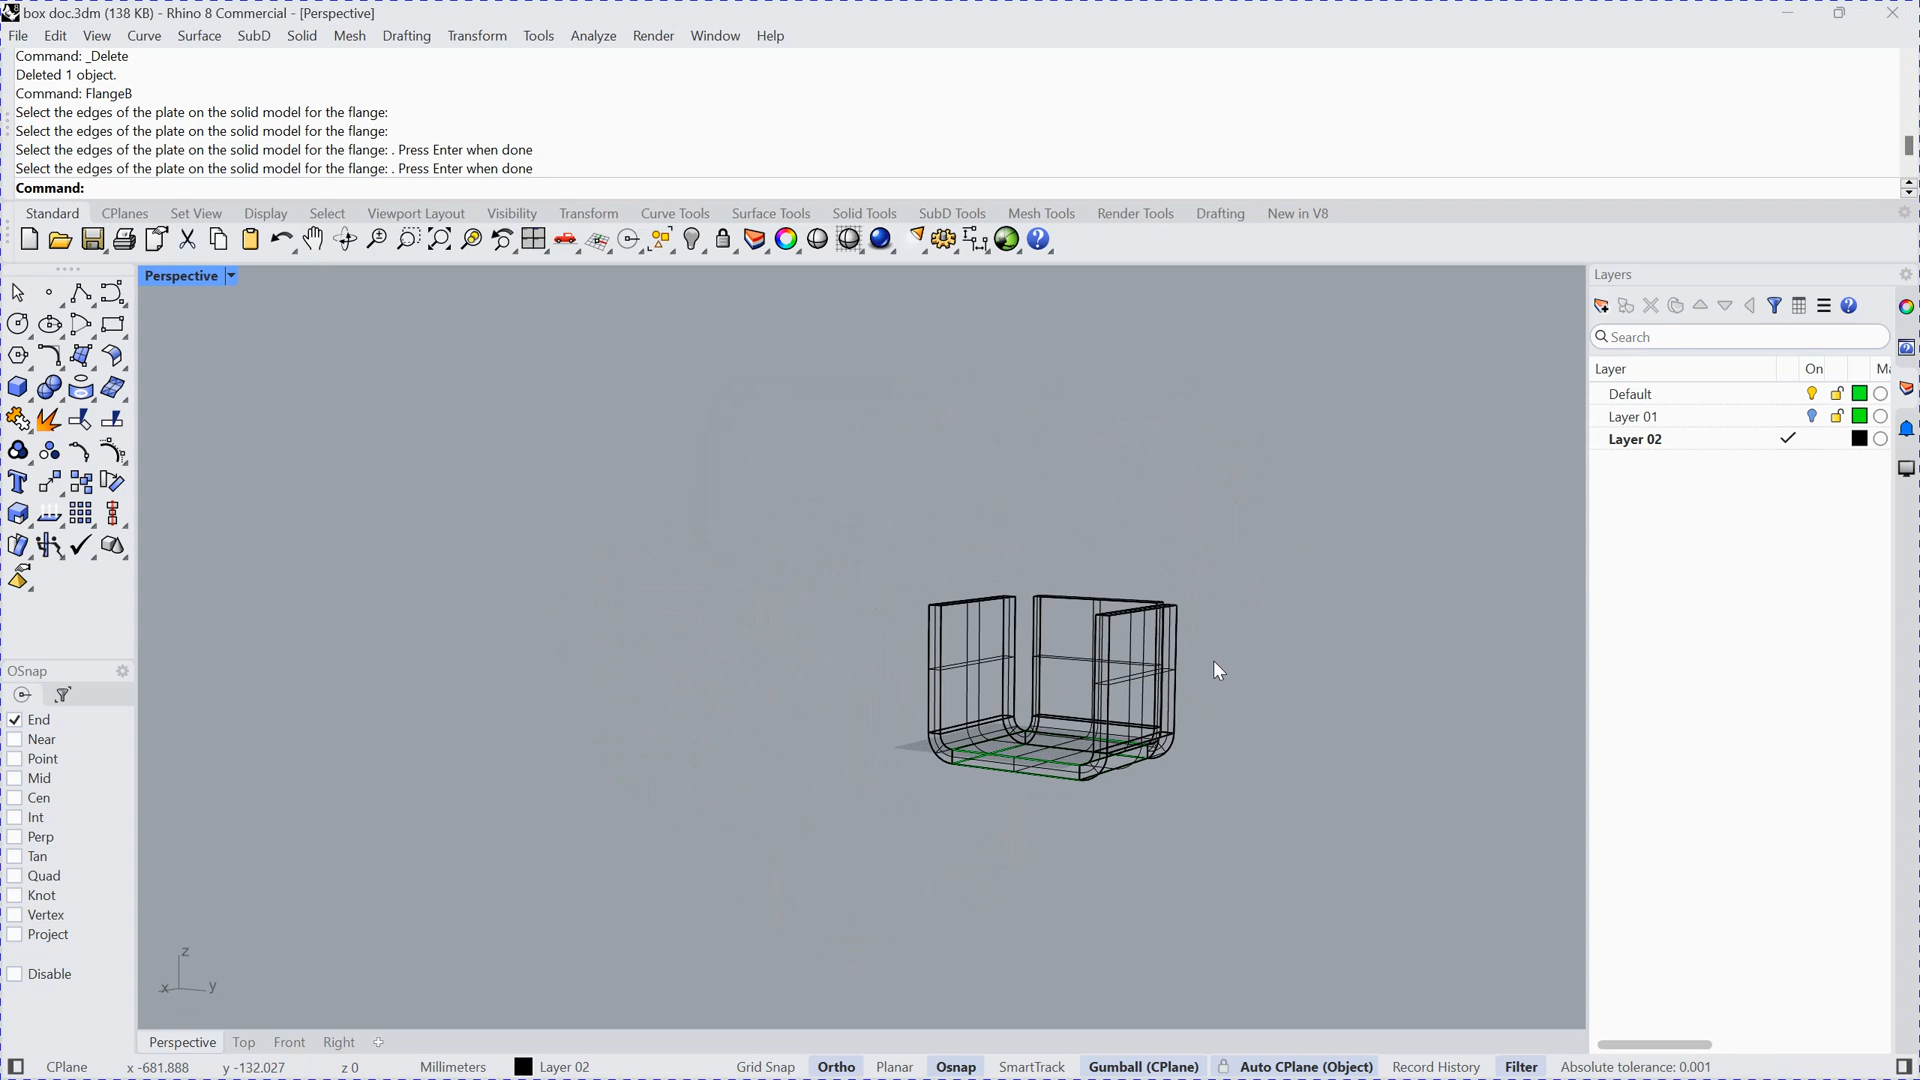 box doc.3dm (138 KB) - Rhino 8 Commercial - [Perspective]
File Edit View Curve Surface SubD Solid Mesh Drafting Transform Tools Analyze Render Window Help
Command: _Delete
Deleted 1 object.
Command: FlangeB
Select the edges of the plate on the solid model for the flange:
Select the edges of the plate on the solid model for the flange:
Select the edges of the plate on the solid model for the flange: . Press Enter when done
Select the edges of the plate on the solid model for the flange: . Press Enter when done
Command:
Standard CPlanes Set View Display Select Viewport Layout Visibility Transform Curve Tools Surface Tools Solid Tools SubD Tools Mesh Tools Render Tools Drafting New in V8
Perspective
Layers
Search
Layer On Ma
Default
Layer 01
Layer 02
OSnap
End
Near
Point
Mid
Cen
Int
Perp
Tan
Quad
Knot
Vertex
Project
Disable
z
x y
Perspective Top Front Right
CPlane x -681.888 y -132.027 z 0 Millimeters Layer 02 Grid Snap Ortho Planar Osnap SmartTrack Gumball (CPlane) Auto CPlane (Object) Record History Filter Absolute tolerance: 0.001